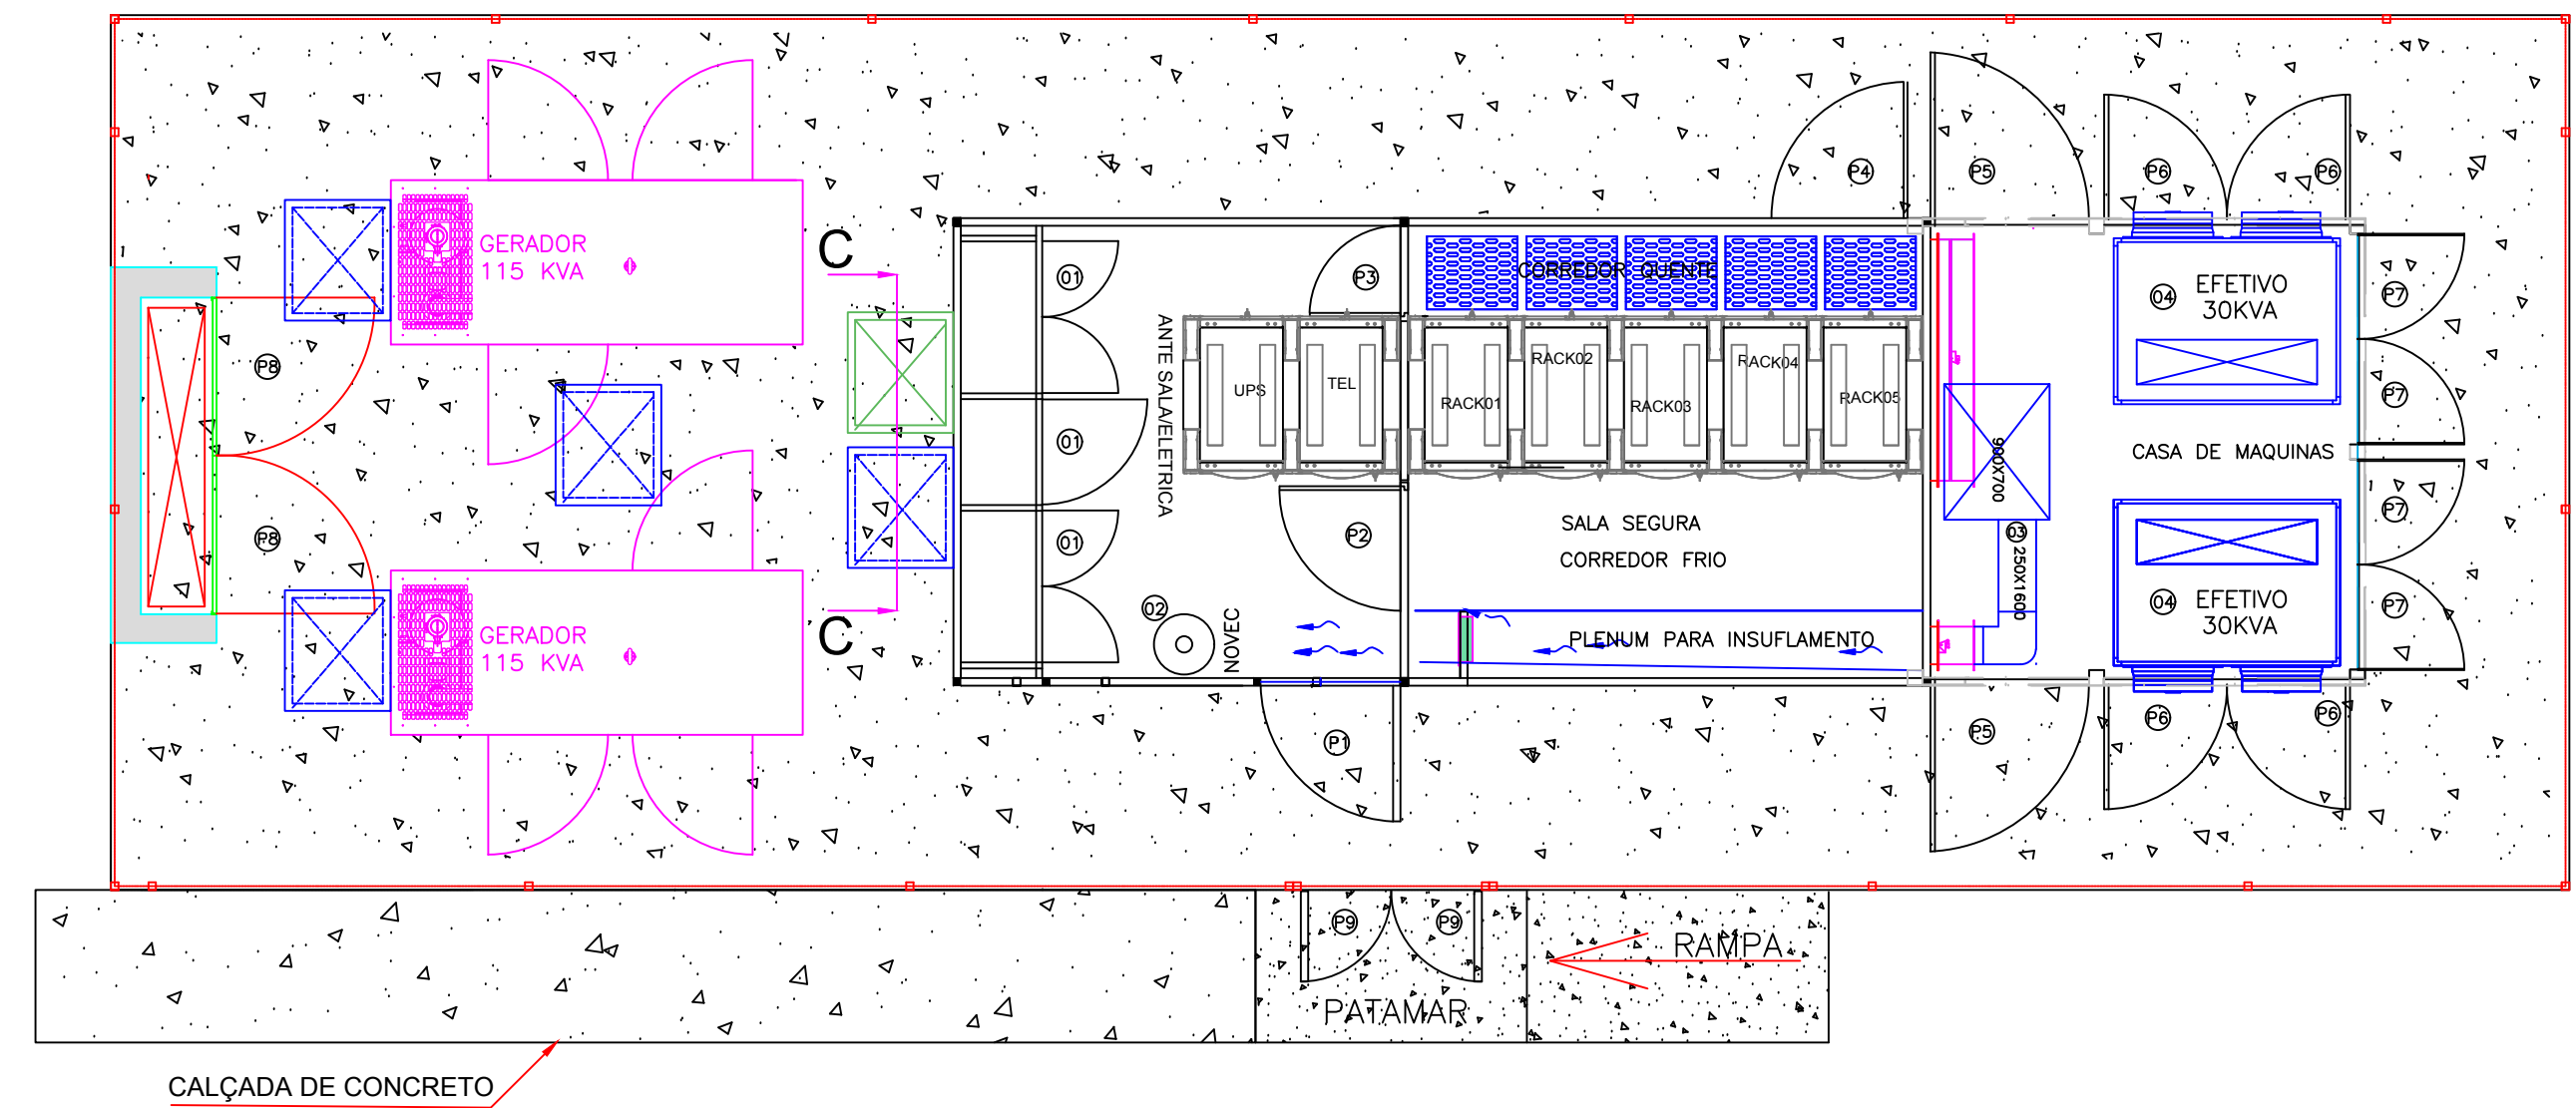 P4
P5
P6
P6
GERADOR
115 KVA
C
01
P3
CORREDOR QUENTE
04
EFETIVO
30KVA
P7
P8
ANTE SALA/ELETRICA
UPS
TEL
RACK01
RACK02
RACK03
RACK04
RACK05
P7
01
900X700
CASA DE MAQUINAS
P8
01
P2
SALA SEGURA
CORREDOR FRIO
03
250X1600
P7
GERADOR
115 KVA
C
02
NOVEC
PLENUM PARA INSUFLAMENTO
04
EFETIVO
30KVA
P7
P1
P5
P6
P6
P9
P9
RAMPA
PATAMAR
CALÇADA DE CONCRETO